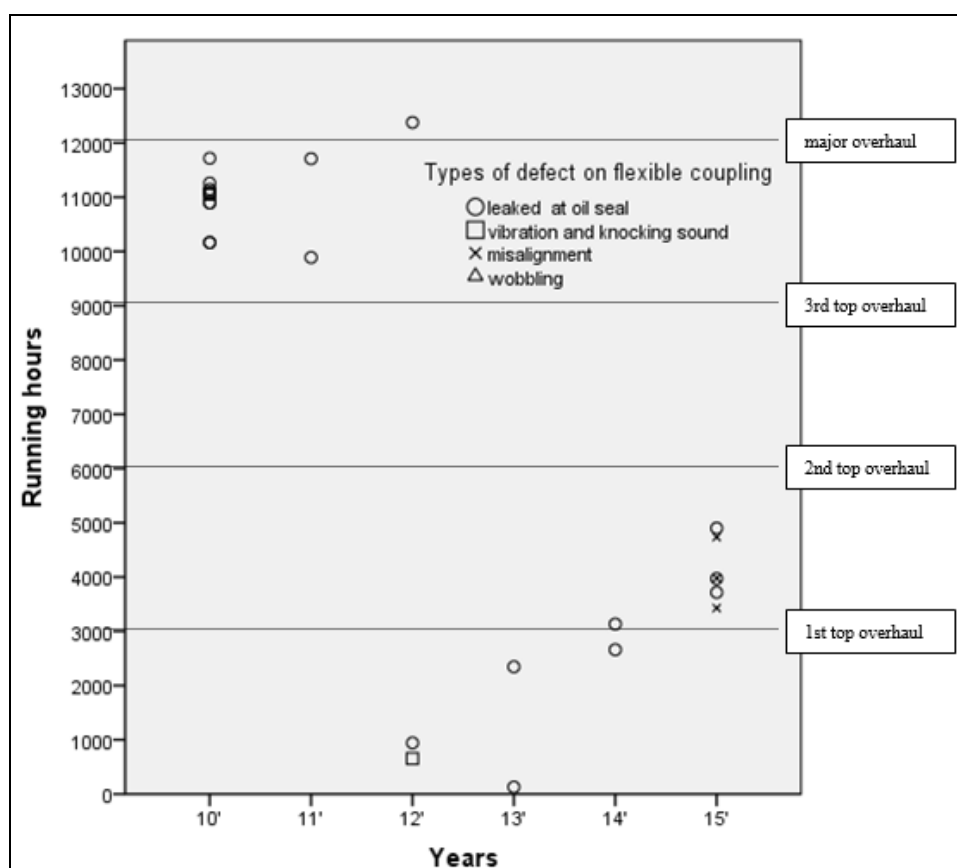 13000
12000
11000
10000
9000
8000
7000
6000
5000
4000
3000
2000
1000
0
Running hours
10'
11'
12'
13'
14'
15'
Years
Types of defect on flexible coupling
leaked at oil seal
vibration and knocking sound
misalignment
wobbling
major overhaul
3rd top overhaul
2nd top overhaul
1st top overhaul